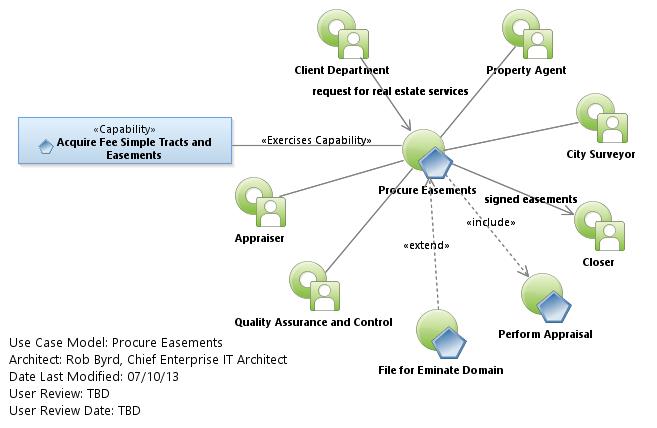 Client Department
Property Agent
request for real estate services
«Capability»
Acquire Fee Simple Tracts and
Easements
«Exercises Capability»
City Surveyor
Procure Easements
signed easements
«include»
Appraiser
«extend»
Closer
Quality Assurance and Control
Perform Appraisal
File for Eminate Domain
Use Case Model: Procure Easements
Architect: Rob Byrd, Chief Enterprise IT Architect
Date Last Modified: 07/10/13
User Review: TBD
User Review Date: TBD